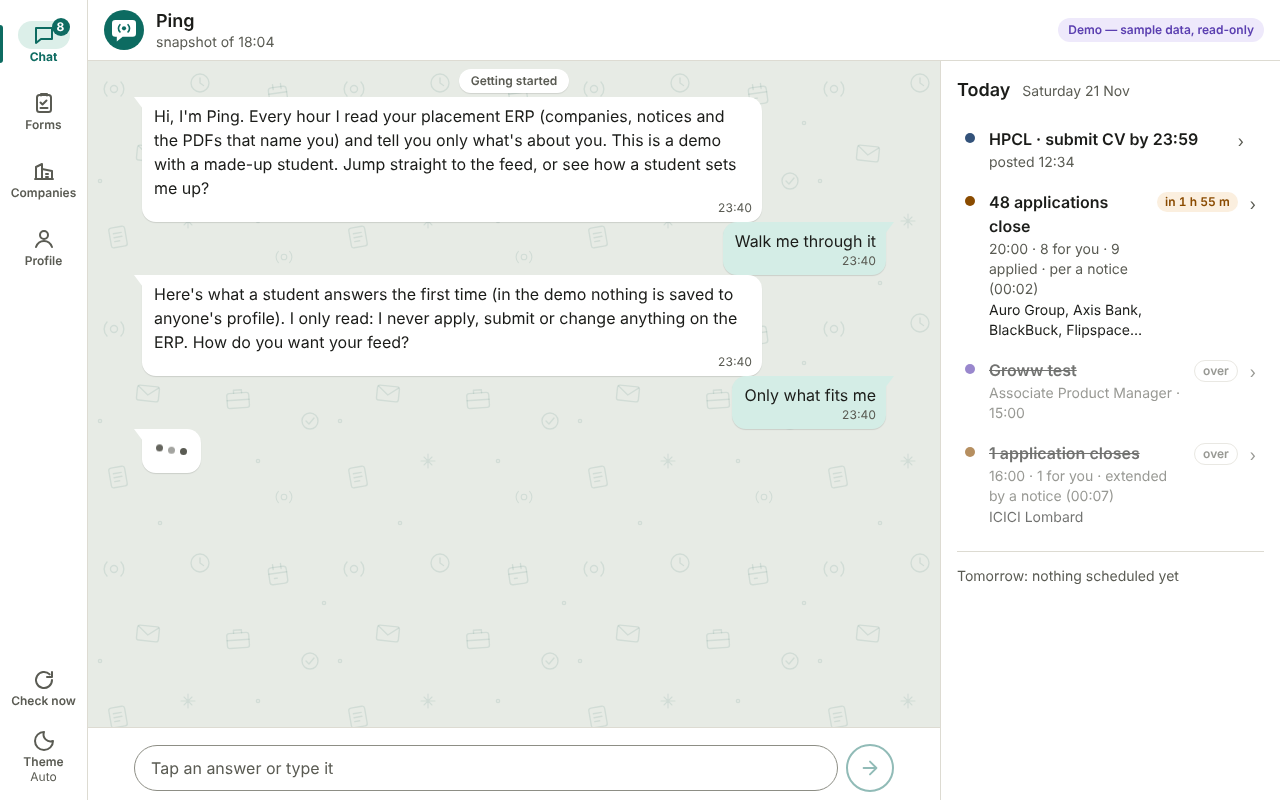 8
Chat
Forms
Companies
Profile
Check now
Theme
Auto
Ping
snapshot of 18:04
Demo — sample data, read-only
Getting started
Hi, I'm Ping. Every hour I read your placement ERP (companies, notices and
the PDFs that name you) and tell you only what's about you. This is a demo
with a made-up student. Jump straight to the feed, or see how a student sets
me up?
23:40
Walk me through it
23:40
Here's what a student answers the first time (in the demo nothing is saved to
anyone's profile). I only read: I never apply, submit or change anything on the
ERP. How do you want your feed?
23:40
Only what fits me
23:40
Tap an answer or type it
Today Saturday 21 Nov
HPCL · submit CV by 23:59
posted 12:34
48 applications
close
in 1 h 55 m
20:00 · 8 for you · 9
applied · per a notice
(00:02)
Auro Group, Axis Bank,
BlackBuck, Flipspace...
Groww test
over
Associate Product Manager ·
15:00
1 application closes
over
16:00 · 1 for you · extended
by a notice (00:07)
ICICI Lombard
Tomorrow: nothing scheduled yet